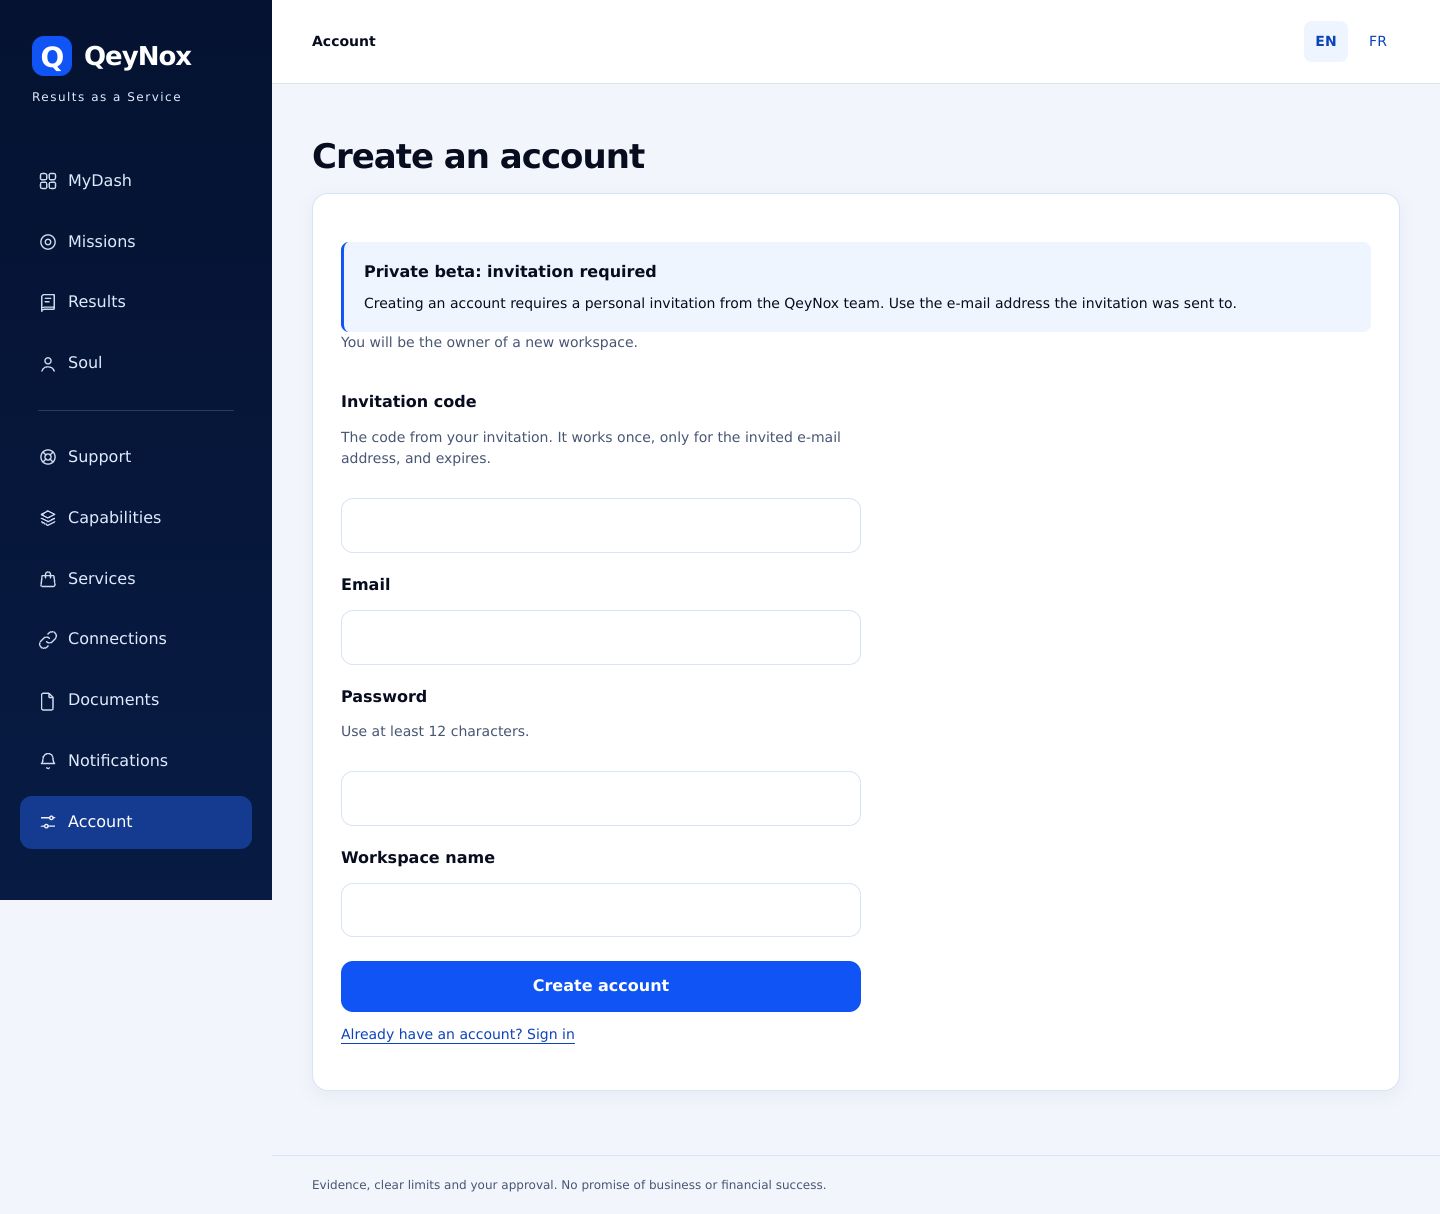 Q QeyNox
Results as a Service
MyDash
Missions
Results
Soul
Support
Capabilities
Services
Connections
Documents
Notifications
Account
Account
EN FR
Create an account
Private beta: invitation required
Creating an account requires a personal invitation from the QeyNox team. Use the e-mail address the invitation was sent to.
You will be the owner of a new workspace.
Invitation code
The code from your invitation. It works once, only for the invited e-mail
address, and expires.
Email
Password
Use at least 12 characters.
Workspace name
Create account
Already have an account? Sign in
Evidence, clear limits and your approval. No promise of business or financial success.